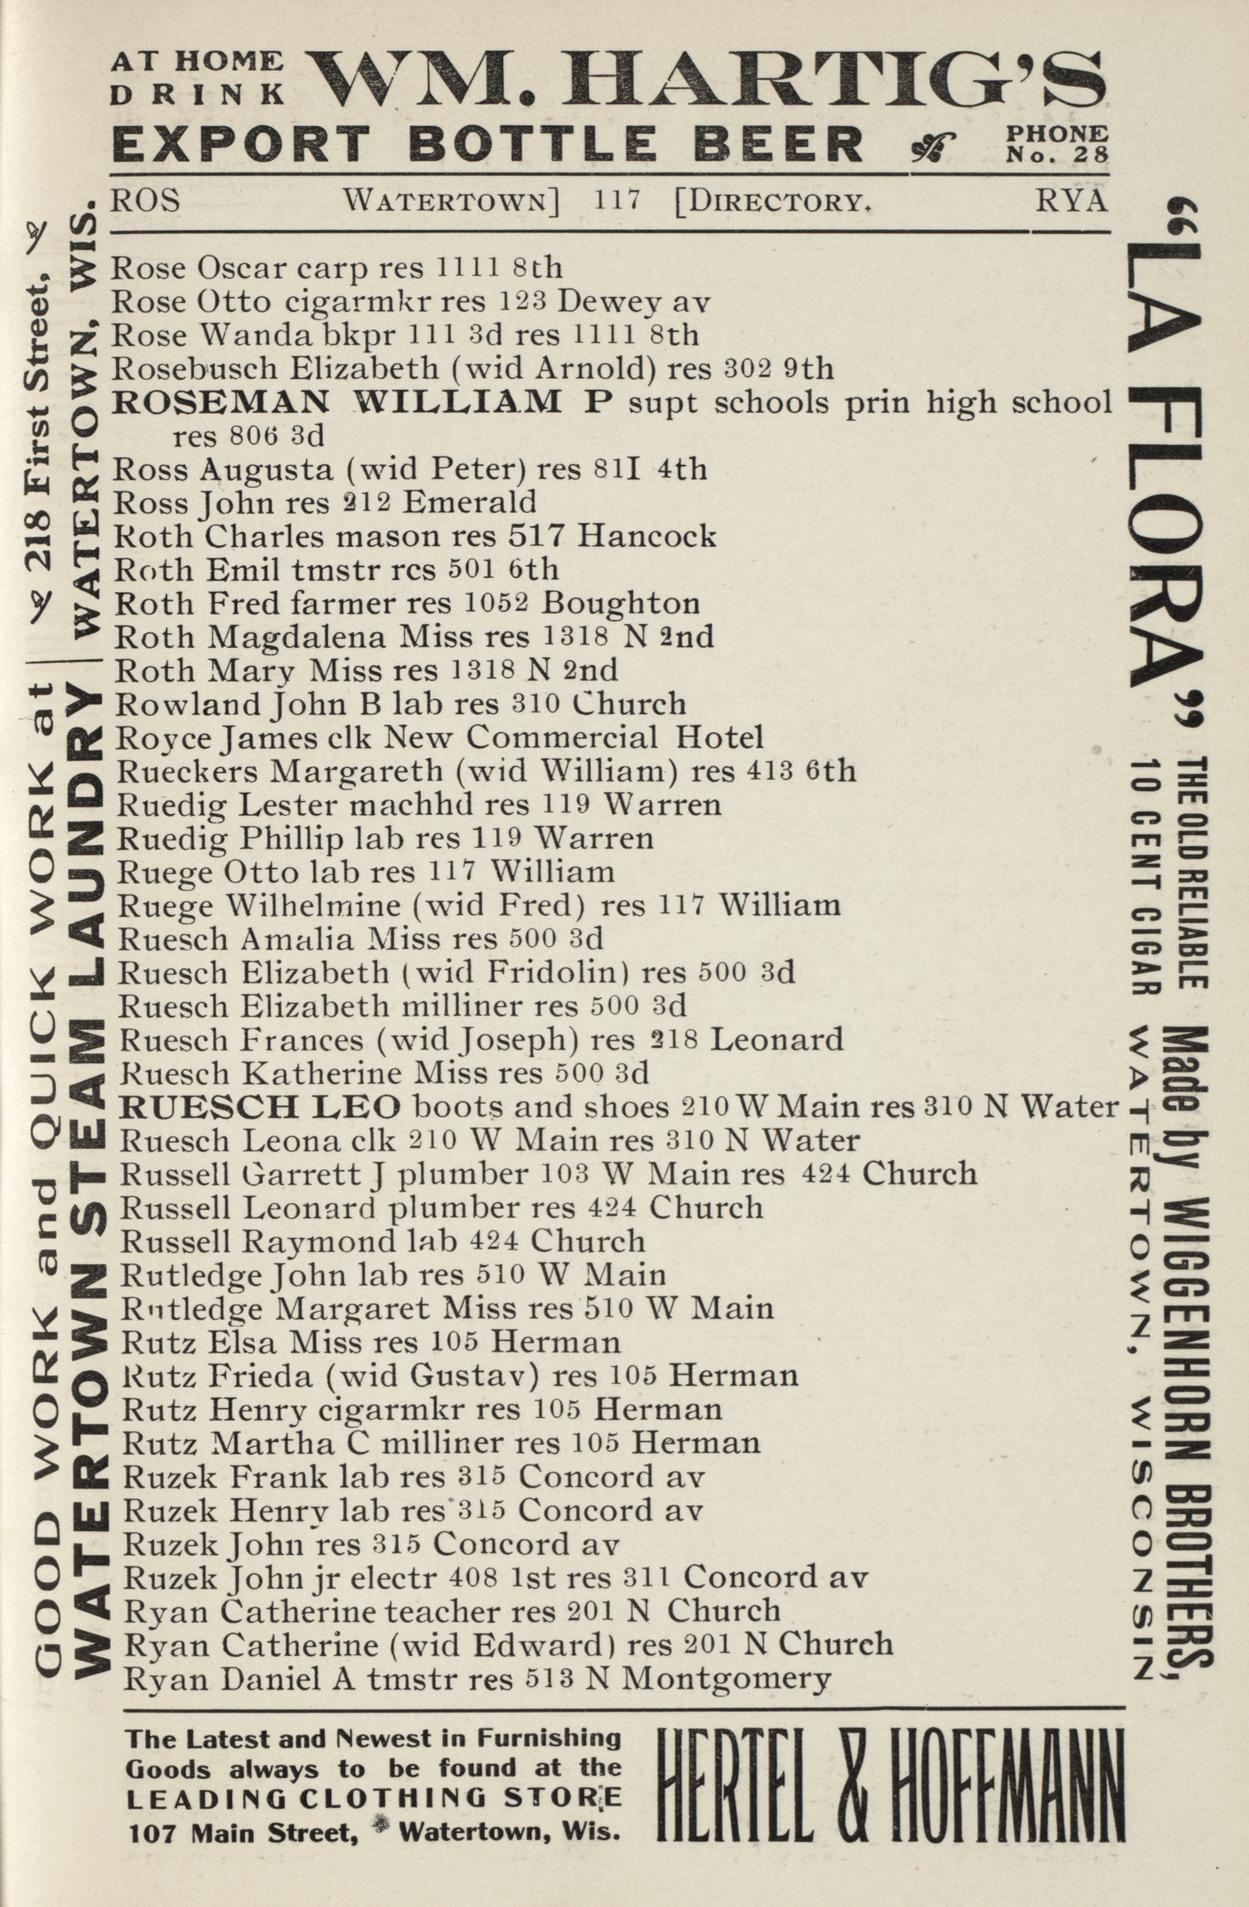 AT HOME
DRINK
WM. HARTIG'S
EXPORT BOTTLE BEER
PHONE
No. 28
ROS WATERTOWN] 117 [DIRECTORY. RYA
Rose Oscar carp res 1111 8th
Rose Otto cigarmkr res 123 Dewey av
Rose Wanda bkpr 111 3d res 1111 8th
Rosebusch Elizabeth (wid Arnold) res 302 9th
ROSEMAN WILLIAM P supt schools prin high school
res 806 3d
Ross Augusta (wid Peter) res 81I 4th
Ross John res 212 Emerald
Roth Charles mason res 517 Hancock
Roth Emil tmstr res 501 6th
Roth Fred farmer res 1052 Boughton
Roth Magdalena Miss res 1318 N 2nd
Roth Mary Miss res 1318 N 2nd
Rowland John B lab res 310 Church
Royce James clk New Commercial Hotel
Rueckers Margareth (wid William) res 413 6th
Ruedig Lester machhd res 119 Warren
Ruedig Phillip lab res 119 Warren
Ruege Otto lab res 117 William
Ruege Wilhelmine (wid Fred) res 117 William
Ruesch Amalia Miss res 500 3d
Ruesch Elizabeth (wid Fridolin) res 500 3d
Ruesch Elizabeth milliner res 500 3d
Ruesch Frances (wid Joseph) res 218 Leonard
Ruesch Katherine Miss res 500 3d
RUESCH LEO boots and shoes 210 W Main res 310 N Water
Ruesch Leona clk 210 W Main res 310 N Water
Russell Garrett J plumber 103 W Main res 424 Church
Russell Leonard plumber res 424 Church
Russell Raymond lab 424 Church
Rutledge John lab res 510 W Main
Rutledge Margaret Miss res 510 W Main
Rutz Elsa Miss res 105 Herman
Rutz Frieda (wid Gustav) res 105 Herman
Rutz Henry cigarmkr res 105 Herman
Rutz Martha C milliner res 105 Herman
Ruzek Frank lab res 315 Concord av
Ruzek Henry lab res 315 Concord av
Ruzek John res 315 Concord av
Ruzek John jr electr 408 1st res 311 Concord av
Ryan Catherine teacher res 201 N Church
Ryan Catherine (wid Edward) res 201 N Church
Ryan Daniel A tmstr res 513 N Montgomery
The Latest and Newest in Furnishing
Goods always to be found at the
LEADING CLOTHING STORE
107 Main Street, Watertown, Wis.
HERTEL & HOFFMANN
GOOD WORK and QUICK WORK at
WATERTOWN STEAM LAUNDRY
218 First Street,
WATERTOWN, WIS.
"LA FLORA"
THE OLD RELIABLE
10 CENT CIGAR
Made by WIGGENHORN BROTHERS,
WATERTOWN, WISCONSIN